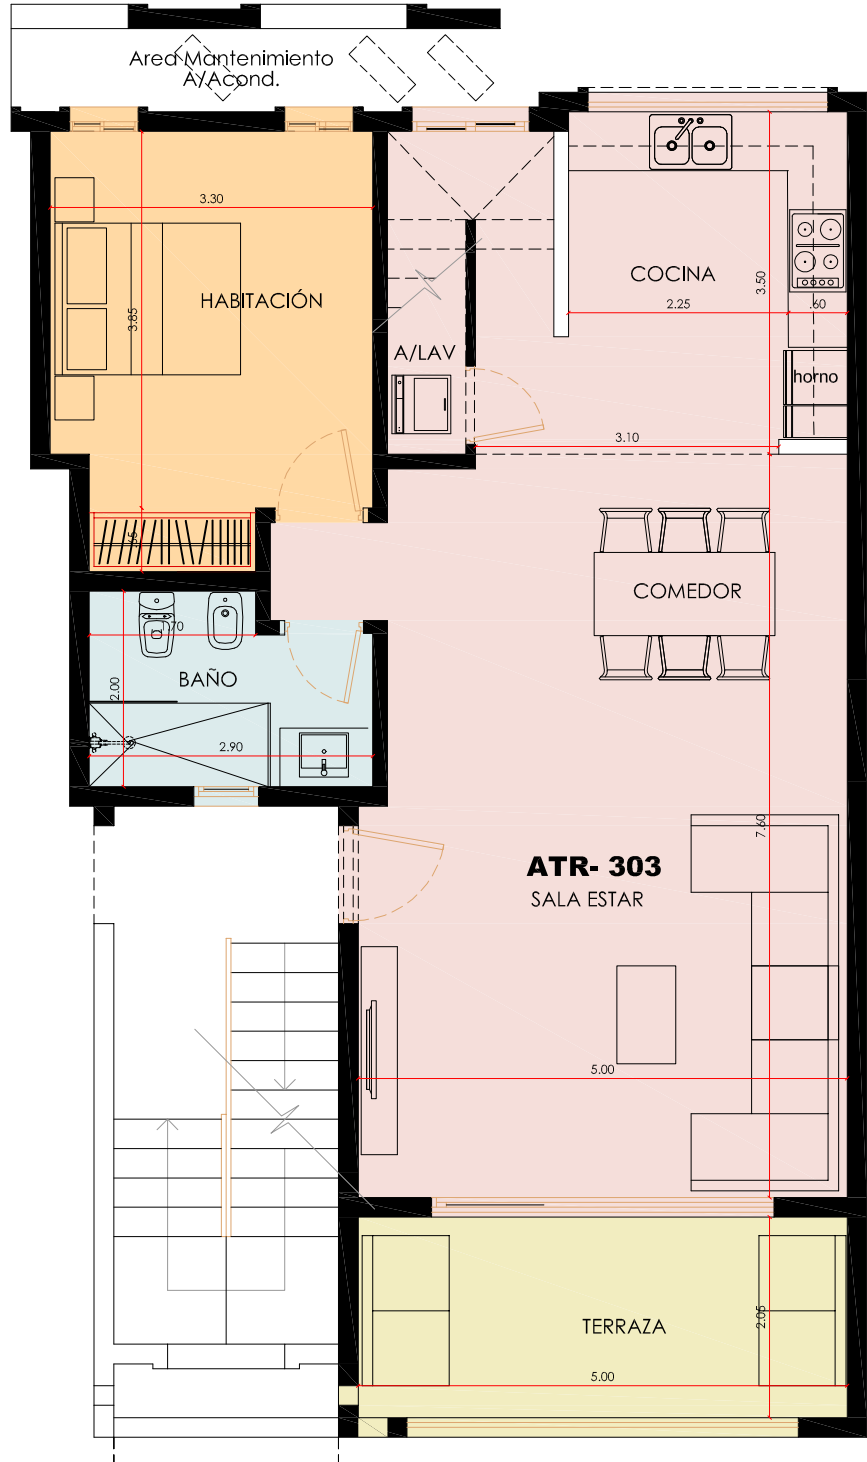 Area Mantenimiento
A/Acond.
3.30
HABITACIÓN
3.85
COCINA
3.50
2.25
.60
A/LAV
horno
3.10
.65
COMEDOR
1.70
BAÑO
2.00
2.90
7.60
ATR- 303
SALA ESTAR
5.00
TERRAZA
2.05
5.00